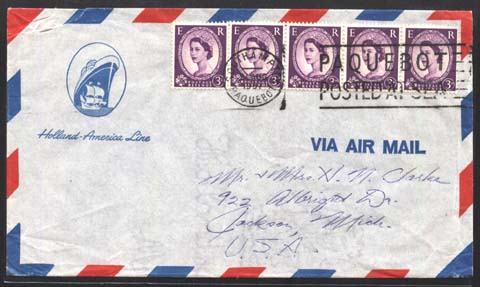 E R E R E R E R E R
3D 3D 3D 3D 3D
PAQUEBOT
PAQUEBOT
POSTED AT SEA
Holland-America Line
VIA AIR MAIL
Mr. & Mrs. H. M. Clarke
922 Albright Dr.
Jackson, Mich.
U.S.A.